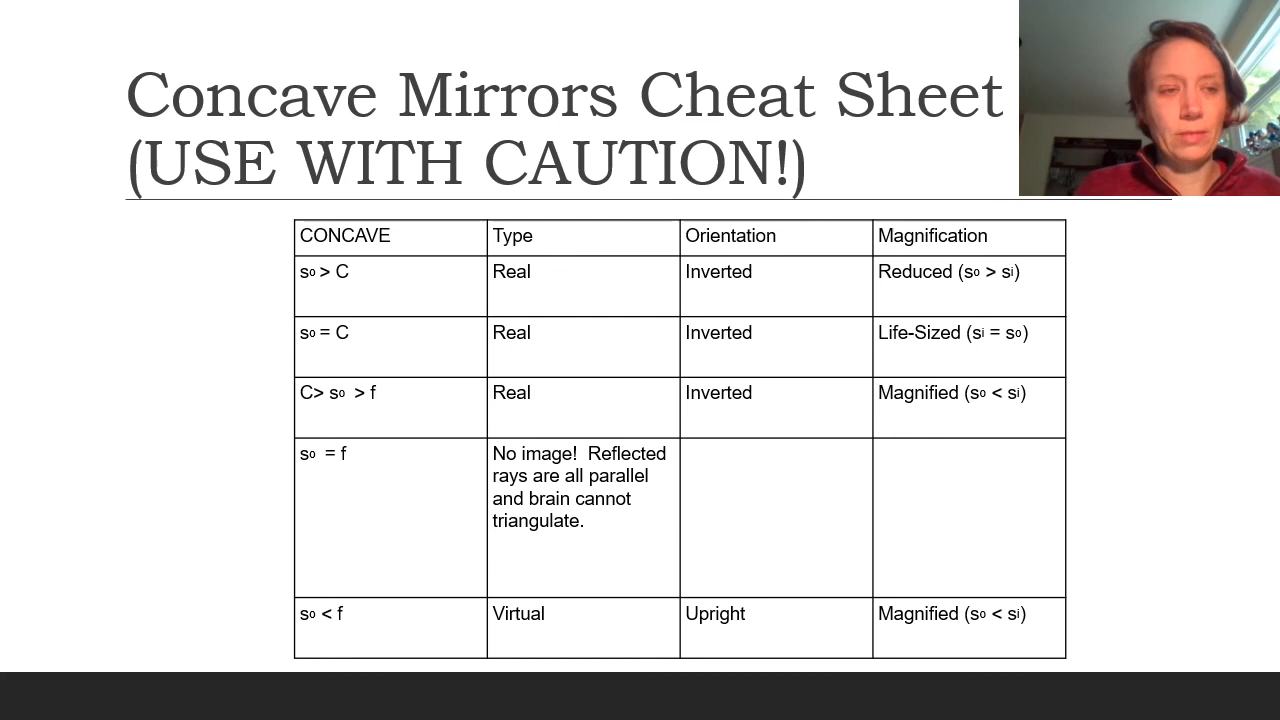 Concave Mirrors Cheat Sheet
(USE WITH CAUTION!)
CONCAVE Type Orientation Magnification
so > C Real Inverted Reduced (so > si)
so = C Real Inverted Life-Sized (si = so)
C> so > f Real Inverted Magnified (so < si)
so = f No image! Reflected
rays are all parallel
and brain cannot
triangulate.
so < f Virtual Upright Magnified (so < si)